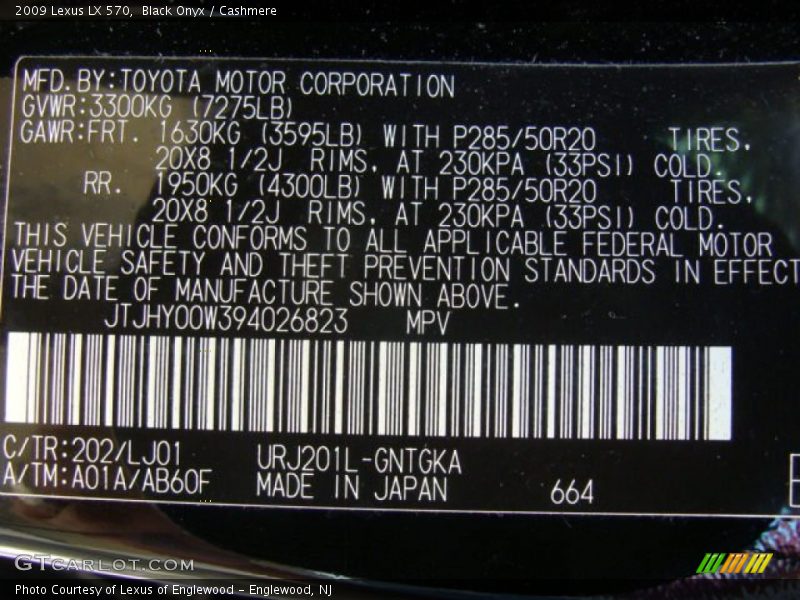 2009 Lexus LX 570, Black Onyx / Cashmere
MFD.BY:TOYOTA MOTOR CORPORATION
GVWR:3300KG (7275LB)
GAWR:FRT. 1630KG (3595LB) WITH P285/50R20 TIRES,
20X8 1/2J RIMS, AT 230KPA (33PSI) COLD.
RR. 1950KG (4300LB) WITH P285/50R20 TIRES,
20X8 1/2J RIMS, AT 230KPA (33PSI) COLD.
THIS VEHICLE CONFORMS TO ALL APPLICABLE FEDERAL MOTOR
VEHICLE SAFETY AND THEFT PREVENTION STANDARDS IN EFFECT
THE DATE OF MANUFACTURE SHOWN ABOVE.
JTJHY00W394026823 MPV
C/TR:202/LJ01 URJ201L-GNTGKA
A/TM:A01A/AB60F MADE IN JAPAN 664
GTCARLOT.COM
Photo Courtesy of Lexus of Englewood - Englewood, NJ